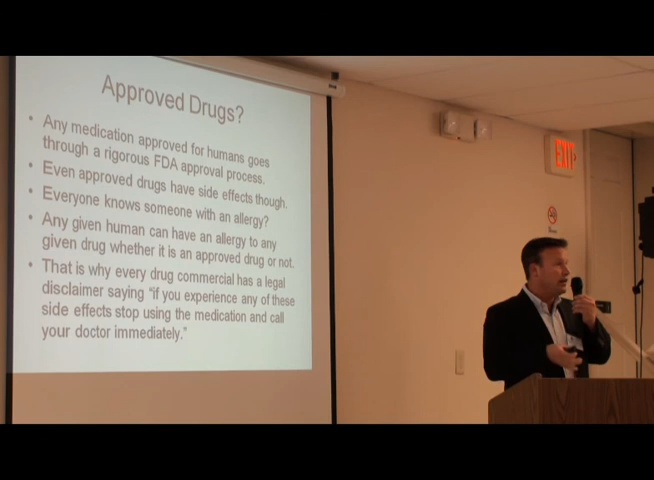 Approved Drugs?
• Any medication approved for humans goes
through a rigorous FDA approval process.
• Even approved drugs have side effects though.
• Everyone knows someone with an allergy?
• Any given human can have an allergy to any
given drug whether it is an approved drug or not.
• That is why every drug commercial has a legal
disclaimer saying “if you experience any of these
side effects stop using the medication and call
your doctor immediately.”
EXIT